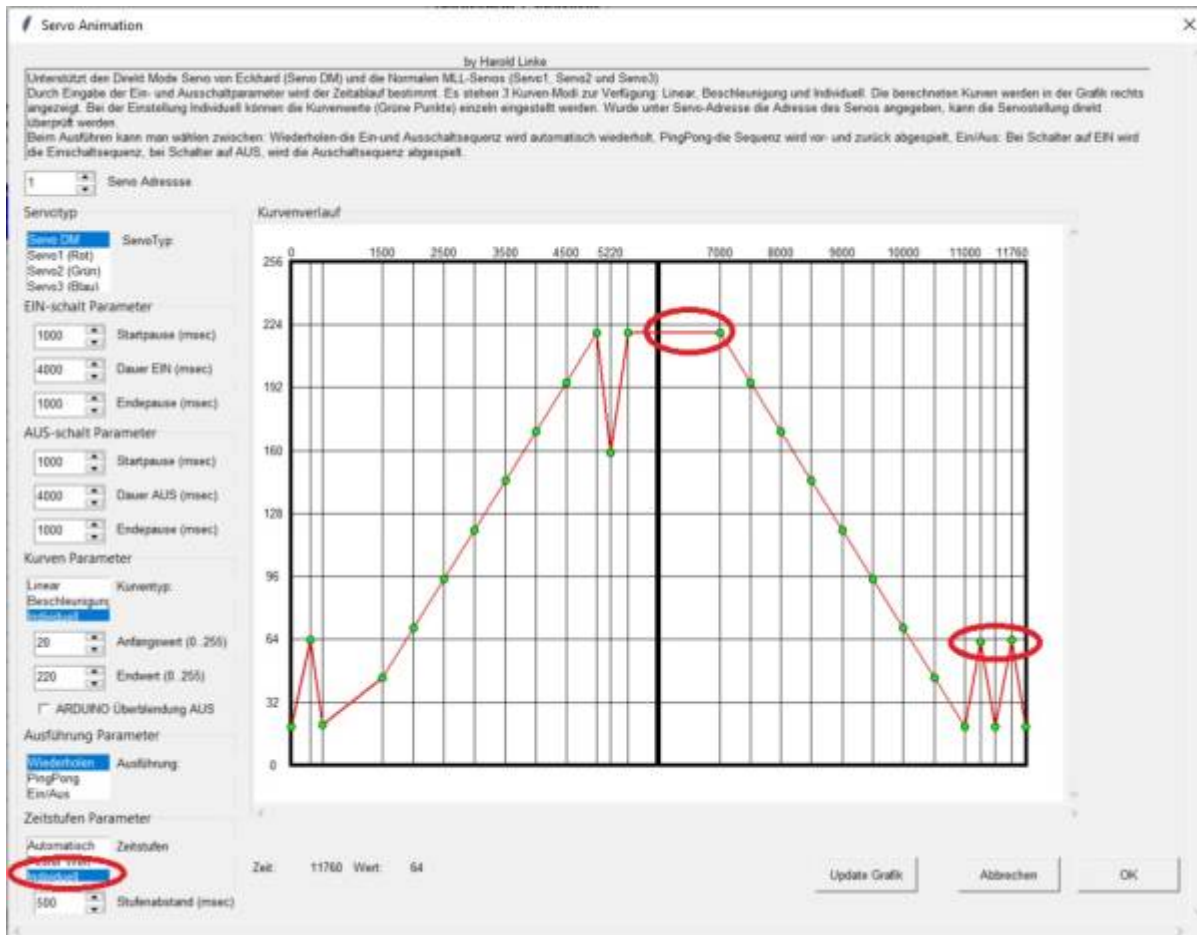 Servo Animation
by Harold Linke
Unterstützt den Direkt Mode Servo von Eckhard (Servo DM) und die Normalen MLL-Servos (Servo1, Servo2 und Servo3)
Durch Eingabe der Ein- und Ausschaltparameter wird der Zeitablauf bestimmt. Es stehen 3 Kurven-Modi zur Verfügung: Linear, Beschleunigung und Individuell. Die berechneten Kurven werden in der Grafik rechts
angezeigt. Bei der Einstellung Individuell können die Kurvenwerte (Grüne Punkte) einzeln eingestellt werden. Wurde unter Servo-Adresse die Adresse des Servos angegeben, kann die Servostellung direkt
überprüft werden.
Beim Ausführen kann man wählen zwischen: Wiederholen-die Ein-und Ausschaltsequenz wird automatisch wiederholt, PingPong-die Sequenz wird vor- und zurück abgespielt, Ein/Aus: Bei Schalter auf EIN wird
die Einschaltsequenz, bei Schalter auf AUS, wird die Auschaltsequenz abgespielt.
1 Servo Adressse
Servotyp
Servo DM ServoTyp:
Servo1 (Rot)
Servo2 (Grün)
Servo3 (Blau)
EIN-schalt Parameter
1000 Startpause (msec)
4000 Dauer EIN (msec)
1000 Endepause (msec)
AUS-schalt Parameter
1000 Startpause (msec)
4000 Dauer AUS (msec)
1000 Endepause (msec)
Kurven Parameter
Linear Kurventyp:
Beschleunigung
Individuell
20 Anfangswert (0..255)
220 Endwert (0..255)
ARDUINO Überblendung AUS
Ausführung Parameter
Wiederholen Ausführung:
PingPong
Ein/Aus
Zeitstufen Parameter
Automatisch Zeitstufen
Individuell
500 Stufenabstand (msec)
Kurvenverlauf
0 1500 2500 3500 4500 5220 7000 8000 9000 10000 11000 11760
256
224
192
160
128
96
64
32
0
Zeit: 11760 Wert: 64
Update Grafik Abbrechen OK